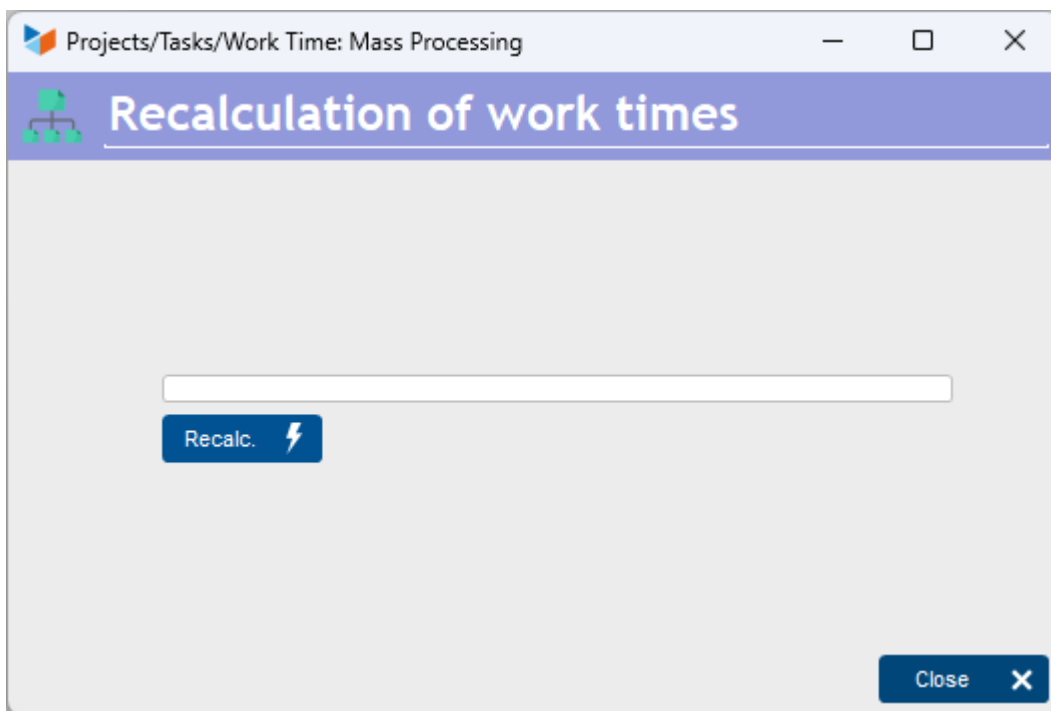 Projects/Tasks/Work Time: Mass Processing
Recalculation of work times
Recalc.
Close